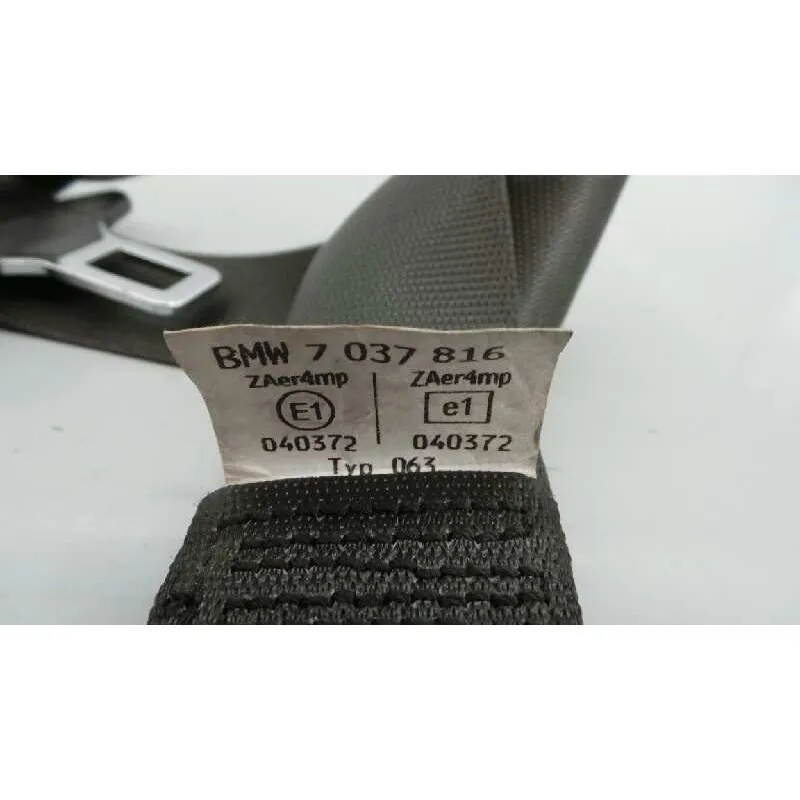 BMW 7 037 816
ZAer4mp ZAer4mp
E1 e1
040372 040372
Typ 063